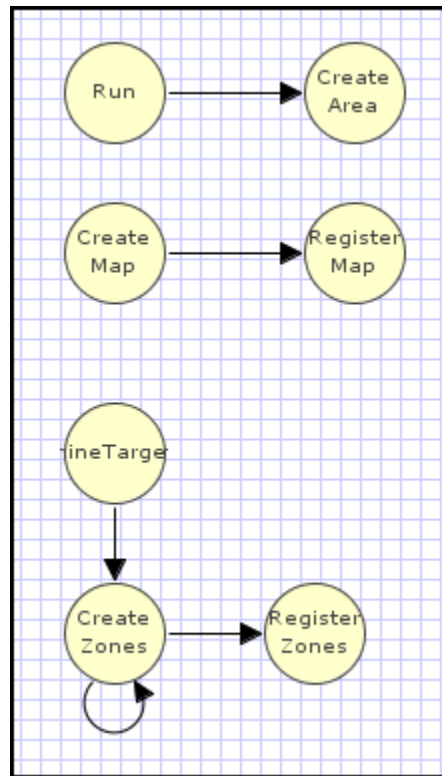 Run
Create
Area
Create
Map
Register
Map
ineTarge
Create
Zones
Register
Zones